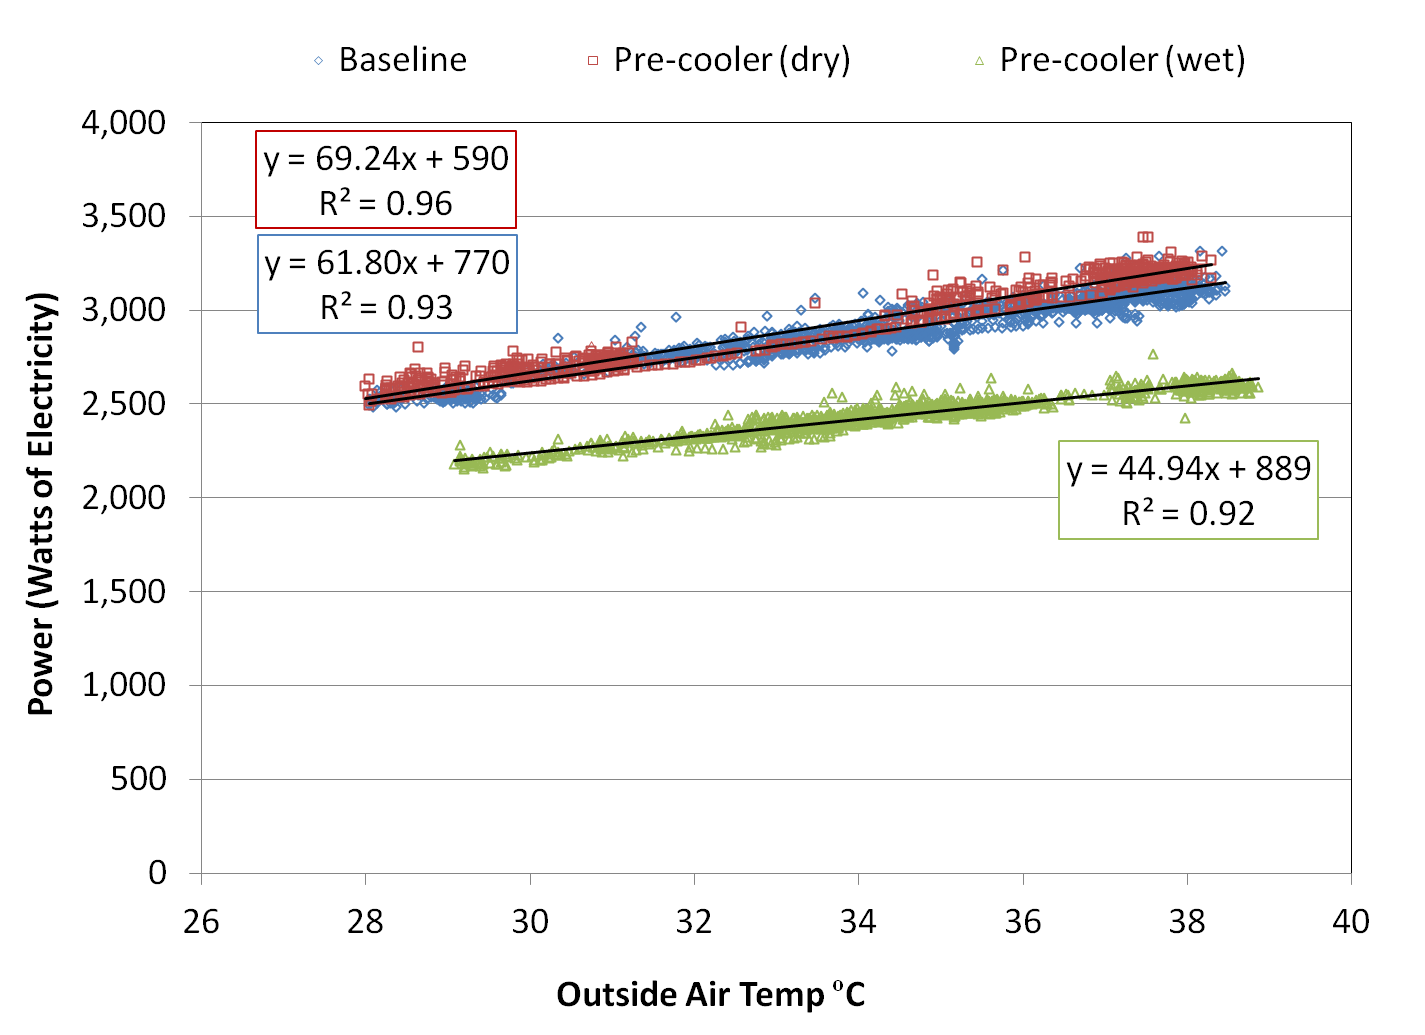 Baseline Pre-cooler (dry) Pre-cooler (wet)
4,000
3,500
3,000
2,500
2,000
1,500
1,000
500
0
y = 69.24x + 590
R² = 0.96
y = 61.80x + 770
R² = 0.93
y = 44.94x + 889
R² = 0.92
Power (Watts of Electricity)
26 28 30 32 34 36 38 40
Outside Air Temp °C